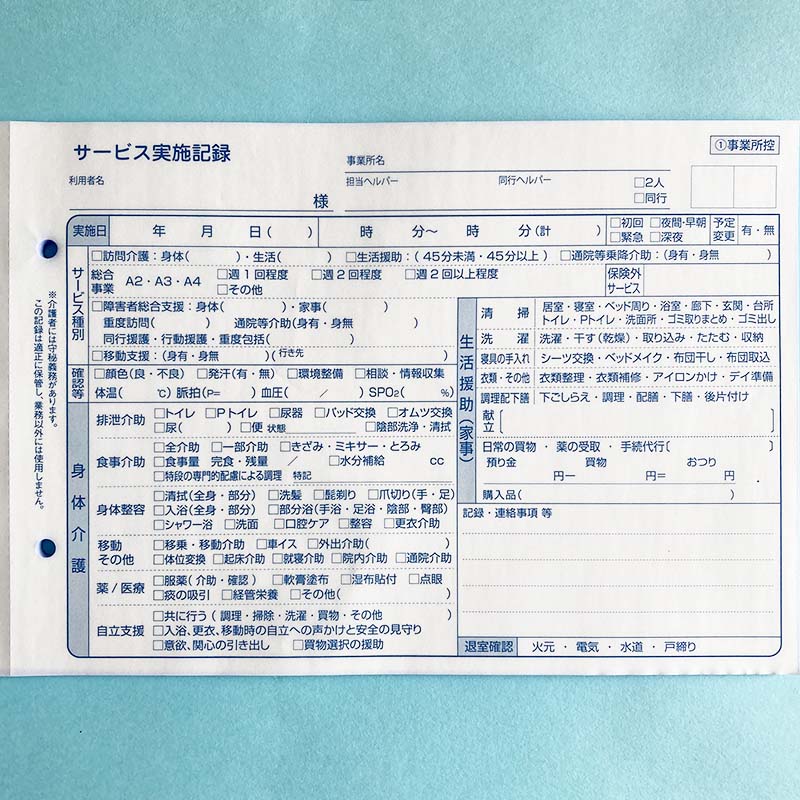 サービス実施記録
①事業所控
事業所名
利用者名
様
担当ヘルパー 同行ヘルパー
□2人
□同行
実施日 年 月 日( ) 時 分～ 時 分(計 )
□初回 □夜間・早朝
□緊急 □深夜
予定変更 有・無
※介護者には守秘義務があります。
この記録は適正に保管し、業務以外には使用しません。
サービス種別
□訪問介護：身体( )・生活( ) □生活援助：(45分未満・45分以上) □通院等乗降介助：(身有・身無 )
総合事業 A2・A3・A4 □週1回程度 □週2回程度 □週2回以上程度
□その他
保険外サービス
□障害者総合支援：身体( )・家事( )
重度訪問( ) 通院等介助(身有・身無 )
同行援護・行動援護・重度包括( )
□移動支援：(身有・身無 ) (行き先 )
確認等
□顔色(良・不良) □発汗(有・無) □環境整備 □相談・情報収集
体温( ℃) 脈拍(P= ) 血圧( / ) SPO2( %)
身体介護
排泄介助 □トイレ □Pトイレ □尿器 □パッド交換 □オムツ交換
□尿( ) □便 状態 □陰部洗浄・清拭
食事介助 □全介助 □一部介助 □きざみ・ミキサー・とろみ
□食事量 完食・残量 ／ □水分補給 cc
□特段の専門的配慮による調理 特記
身体整容 □清拭(全身・部分) □洗髪 □髭剃り □爪切り(手・足)
□入浴(全身・部分) □部分浴(手浴・足浴・陰部・臀部)
□シャワー浴 □洗面 □口腔ケア □整容 □更衣介助
移動その他 □移乗・移動介助 □車イス □外出介助( )
□体位変換 □起床介助 □就寝介助 □院内介助 □通院介助
薬/医療 □服薬(介助・確認) □軟膏塗布 □湿布貼付 □点眼
□痰の吸引 □経管栄養 □その他( )
自立支援 □共に行う(調理・掃除・洗濯・買物・その他 )
□入浴、更衣、移動時の自立への声かけと安全の見守り
□意欲、関心の引き出し □買物選択の援助
生活援助(家事)
清掃 居室・寝室・ベッド周り・浴室・廊下・玄関・台所
トイレ・Pトイレ・洗面所・ゴミ取りまとめ・ゴミ出し
洗濯 洗濯・干す(乾燥)・取り込み・たたむ・収納
寝具の手入れ シーツ交換・ベッドメイク・布団干し・布団取込
衣類・その他 衣類整理・衣類補修・アイロンかけ・デイ準備
調理配下膳 下ごしらえ・調理・配膳・下膳・後片付け
献立
日常の買物・薬の受取・手続代行( )
預り金 買物 おつり
円－ 円＝ 円
購入品( )
記録・連絡事項 等
退室確認 火元・電気・水道・戸締り